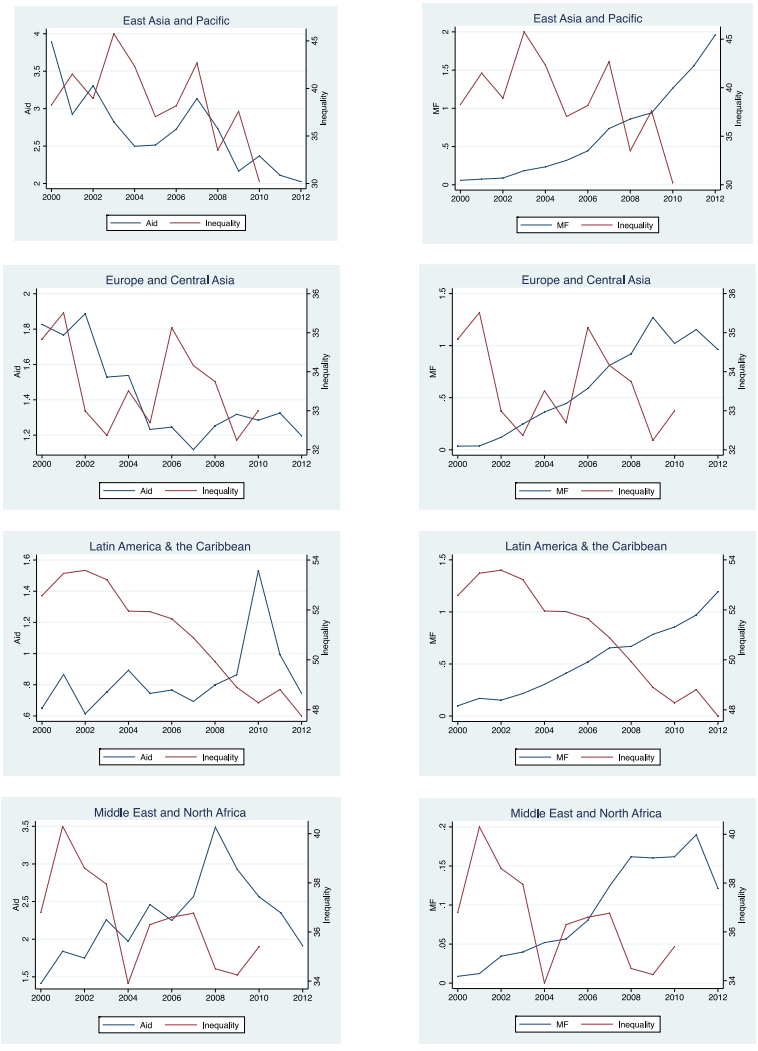 East Asia and Pacific
4
3.5
3
2.5
2
Aid
45
40
35
30
Inequality
2000 2002 2004 2006 2008 2010 2012
Aid Inequality
East Asia and Pacific
2
1.5
1
.5
0
MF
45
40
35
30
Inequality
2000 2002 2004 2006 2008 2010 2012
MF Inequality
Europe and Central Asia
2
1.8
1.6
1.4
1.2
Aid
36
35
34
33
32
Inequality
2000 2002 2004 2006 2008 2010 2012
Aid Inequality
Europe and Central Asia
1.5
1
.5
0
MF
36
35
34
33
32
Inequality
2000 2002 2004 2006 2008 2010 2012
MF Inequality
Latin America & the Caribbean
1.6
1.4
1.2
1
.8
.6
Aid
54
52
50
48
Inequality
2000 2002 2004 2006 2008 2010 2012
Aid Inequality
Latin America & the Caribbean
1.5
1
.5
0
MF
54
52
50
48
Inequality
2000 2002 2004 2006 2008 2010 2012
MF Inequality
Middle East and North Africa
3.5
3
2.5
2
1.5
Aid
40
38
36
34
Inequality
2000 2002 2004 2006 2008 2010 2012
Aid Inequality
Middle East and North Africa
.2
.15
.1
.05
0
MF
40
38
36
34
Inequality
2000 2002 2004 2006 2008 2010 2012
MF Inequality